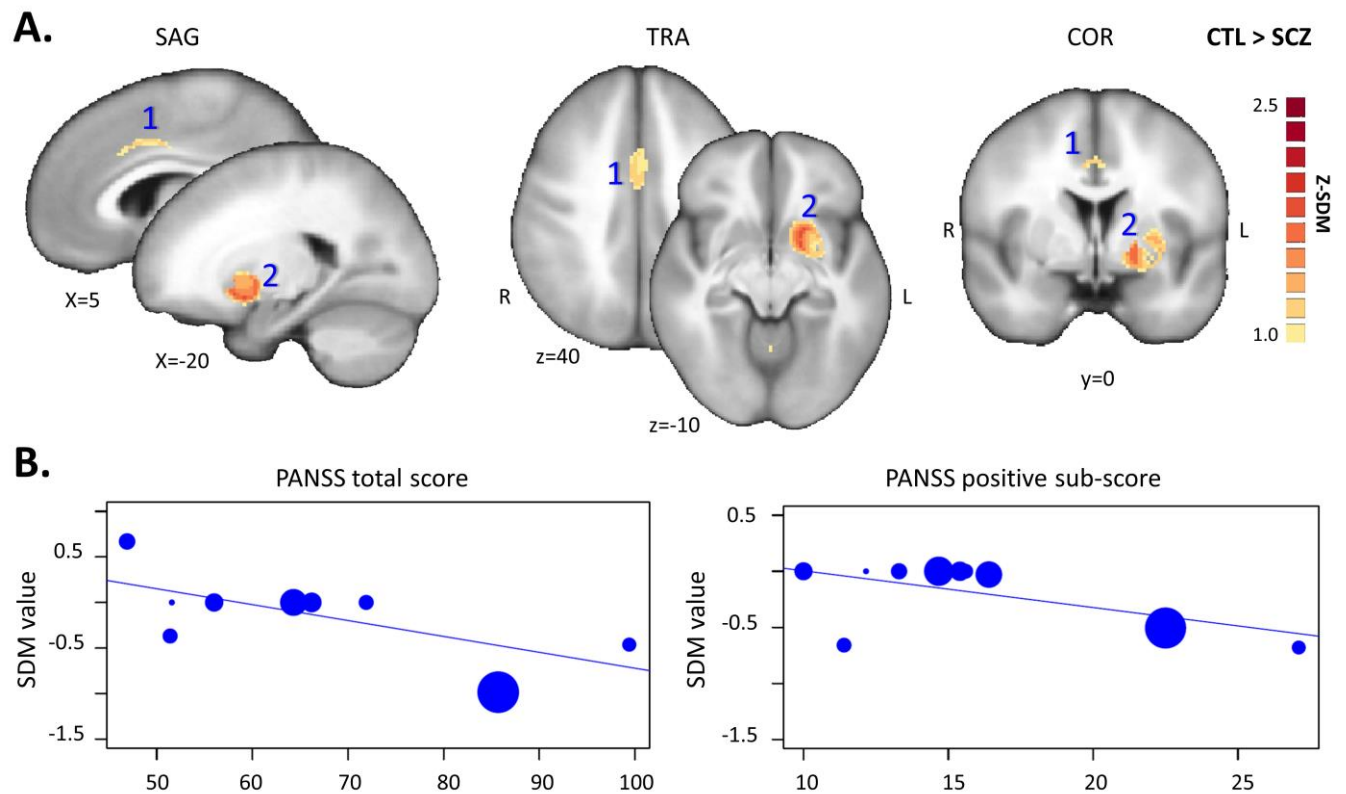 A.
SAG
TRA
COR
CTL > SCZ
1
2
X=5
X=-20
R
1
2
L
z=40
z=-10
1
2
R
L
y=0
2.5
1.0
Z-SDM
B.
PANSS total score
SDM value
0.5
-0.5
-1.5
50 60 70 80 90 100
PANSS positive sub-score
SDM value
0.5
-0.5
-1.5
10 15 20 25